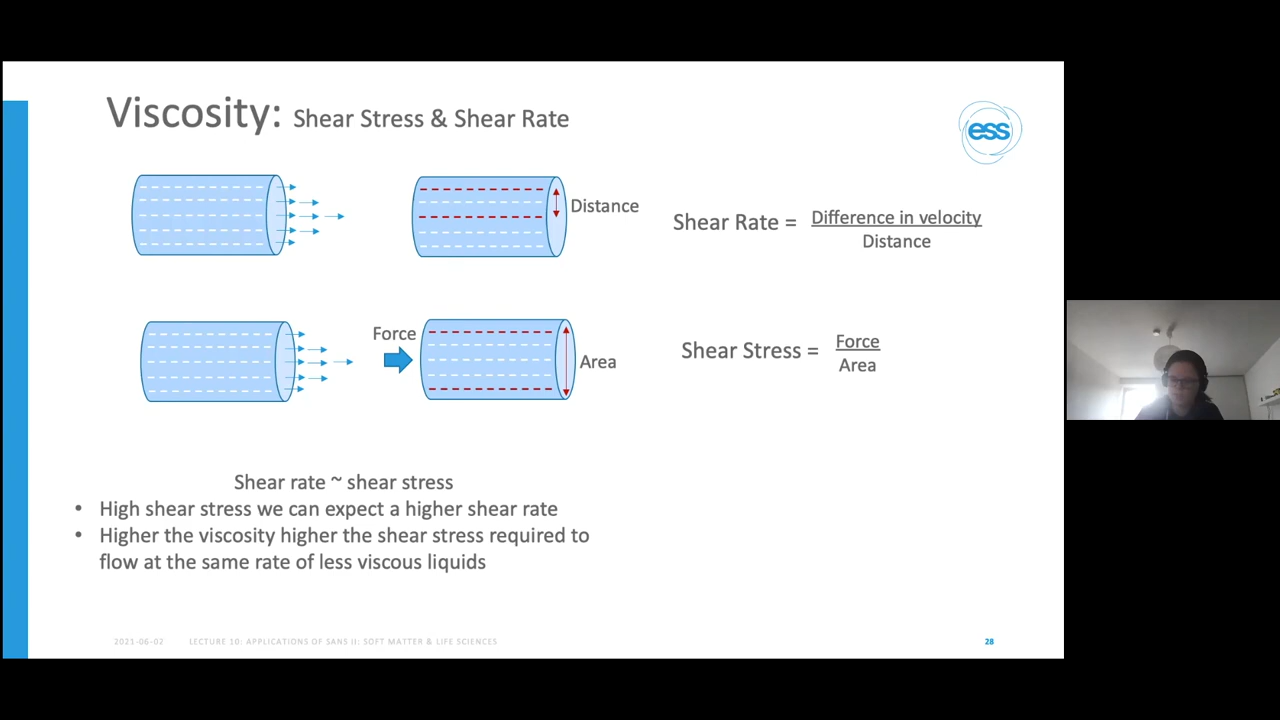 Viscosity: Shear Stress & Shear Rate
ess
Distance
Shear Rate = Difference in velocity
Distance
Force
Area
Shear Stress = Force
Area
Shear rate ~ shear stress
• High shear stress we can expect a higher shear rate
• Higher the viscosity higher the shear stress required to
flow at the same rate of less viscous liquids
2021-06-02 LECTURE 10: APPLICATIONS OF SANS II: SOFT MATTER & LIFE SCIENCES 28